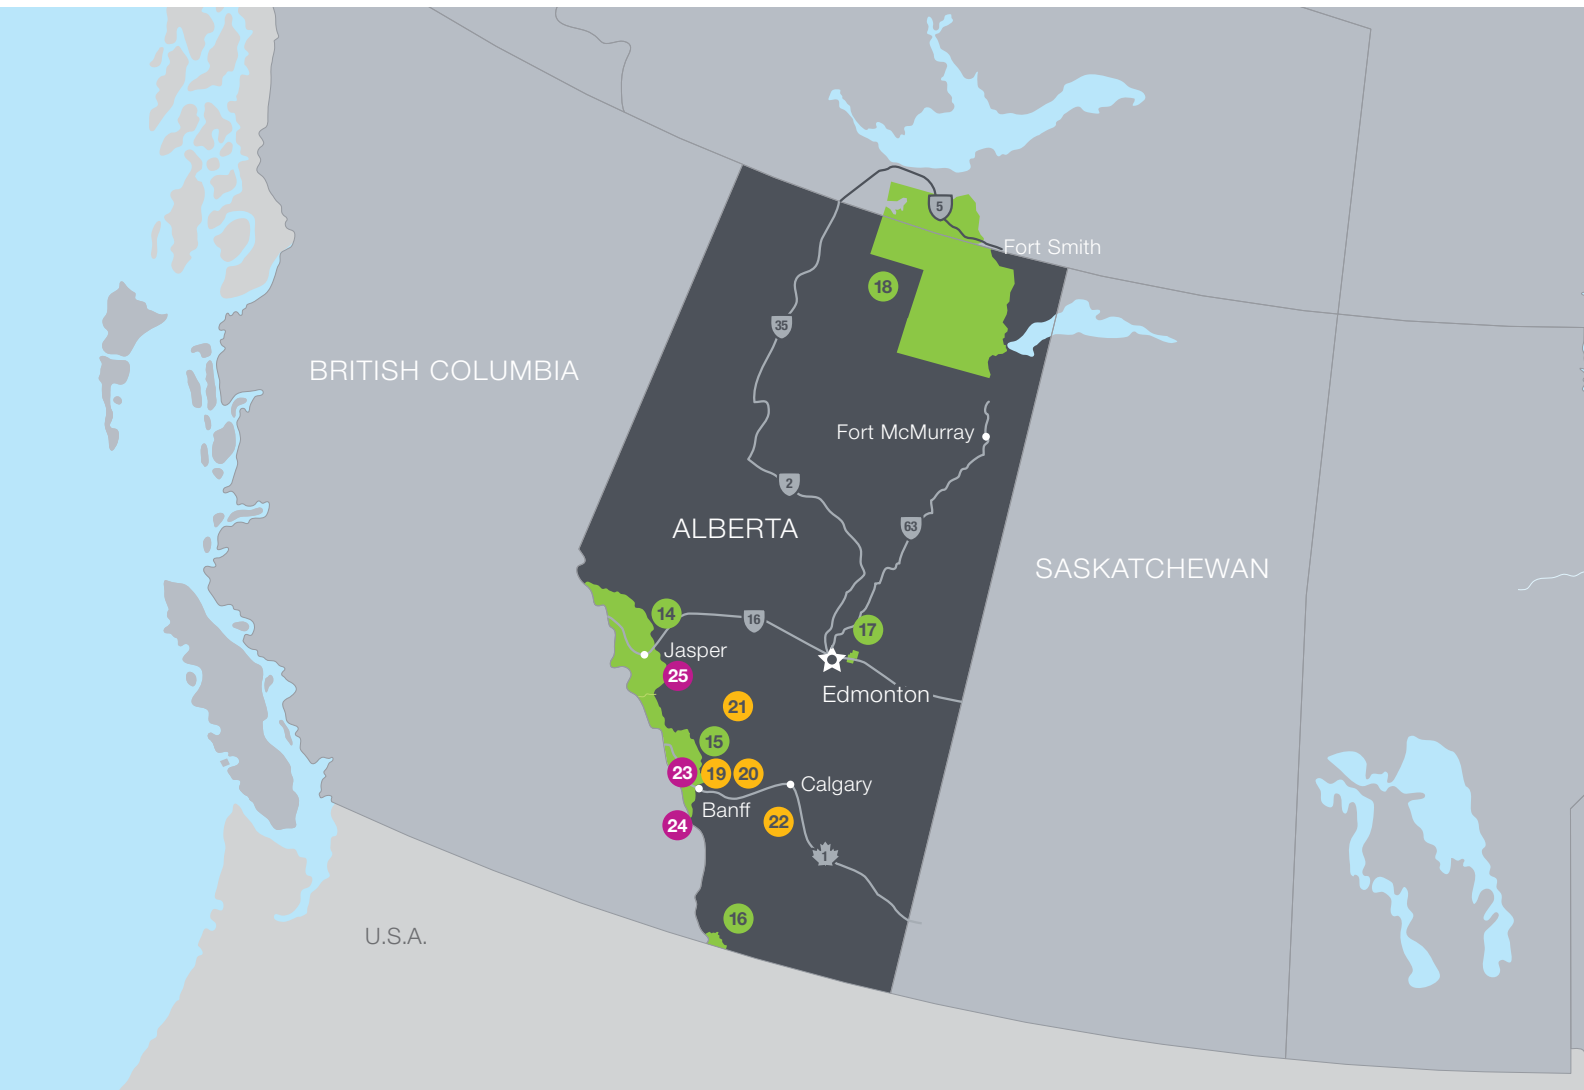 5
Fort Smith
18
35
BRITISH COLUMBIA
Fort McMurray
2
ALBERTA
63
SASKATCHEWAN
14
16
17
Jasper
25
Edmonton
21
15
23
19
20
Calgary
Banff
24
22
1
16
U.S.A.